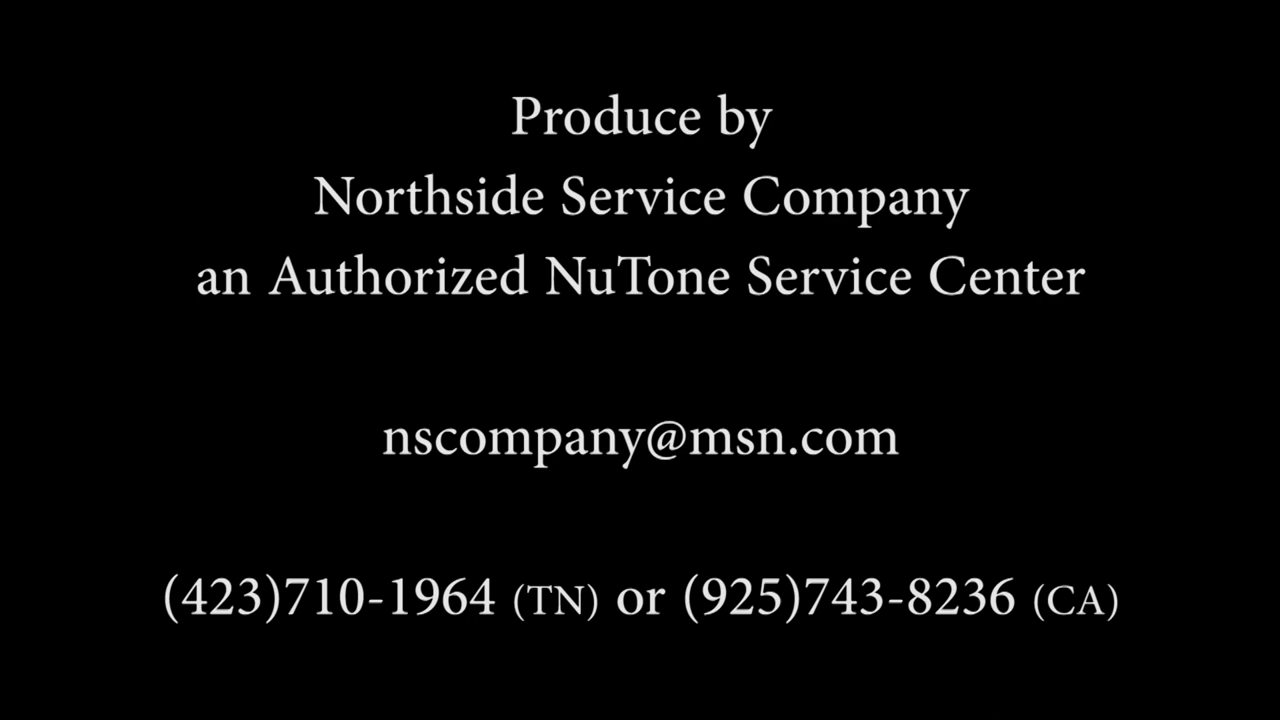 Produce by
Northside Service Company
an Authorized NuTone Service Center
nscompany@msn.com
(423)710-1964 (TN) or (925)743-8236 (CA)